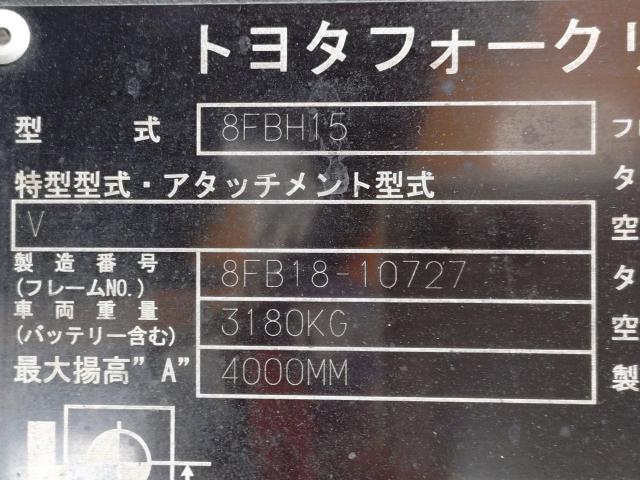 トヨタフォークリ
型 式 8FBH15 フ
特型型式・アタッチメント型式 タ
V 空
製造番号 (フレームNO.) 8FB18-10727 タ
車両重量 (バッテリー含む) 3180KG 空
最大揚高"A" 4000MM 製